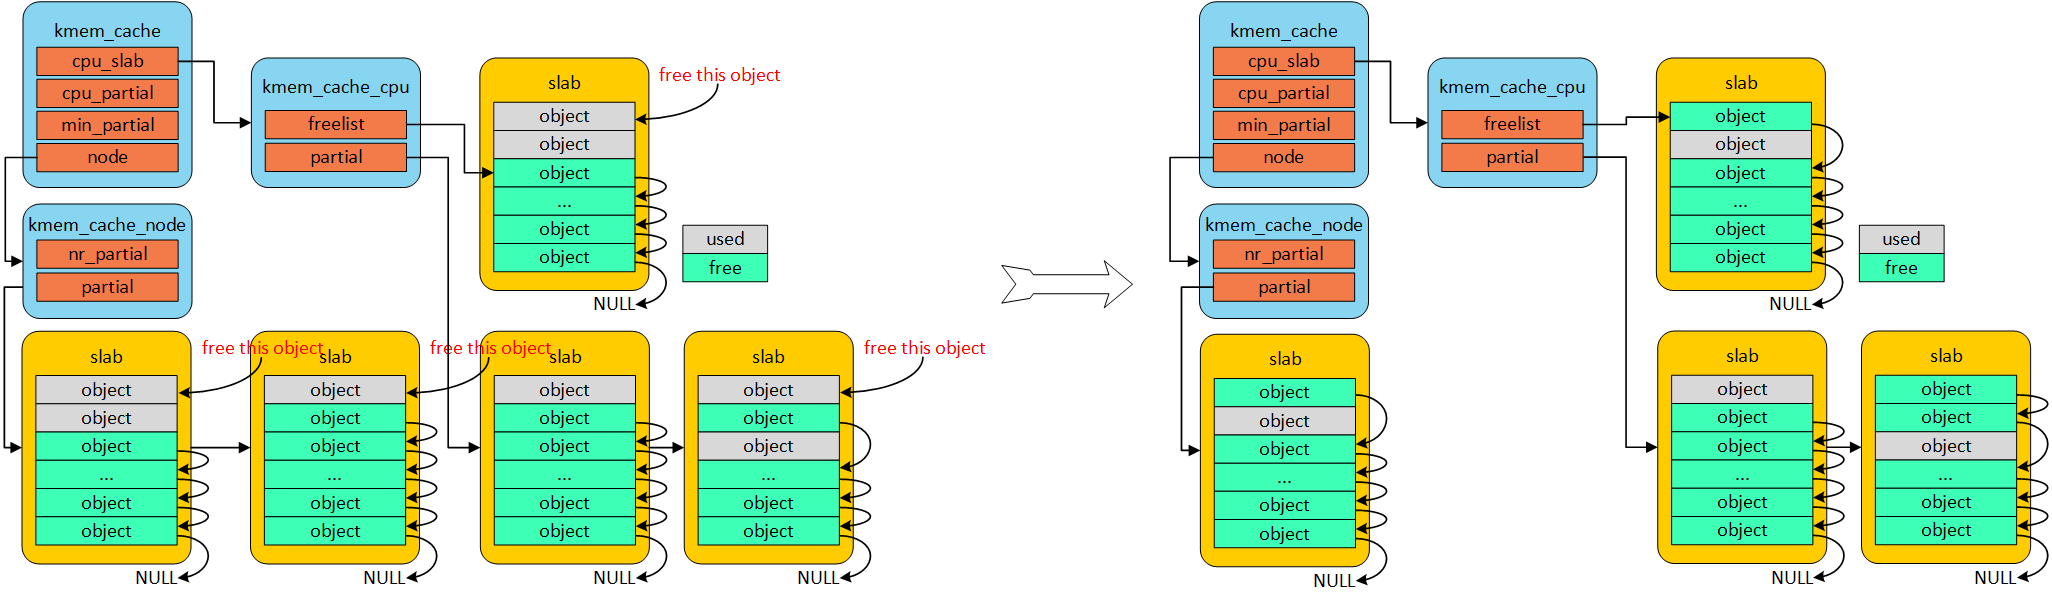 kmem_cache
cpu_slab
cpu_partial
min_partial
node
kmem_cache_cpu
freelist
partial
slab
free this object
object
object
object
...
object
object
NULL
used
free
kmem_cache_node
nr_partial
partial
slab
free this object
object
object
object
...
object
object
NULL
slab
free this object
object
object
object
...
object
object
NULL
slab
object
object
object
...
object
object
NULL
slab
free this object
object
object
object
...
object
object
NULL
kmem_cache
cpu_slab
cpu_partial
min_partial
node
kmem_cache_cpu
freelist
partial
slab
object
object
object
...
object
object
NULL
used
free
kmem_cache_node
nr_partial
partial
slab
object
object
object
...
object
object
NULL
slab
object
object
object
...
object
object
NULL
slab
object
object
object
...
object
object
NULL